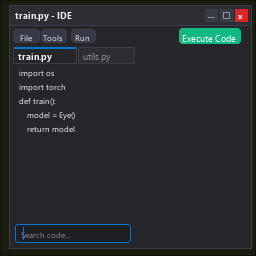 train.py - IDE
File Tools Run Execute Code
train.py utils.py
import os
import torch
def train():
model = Eye()
return model
Search code...